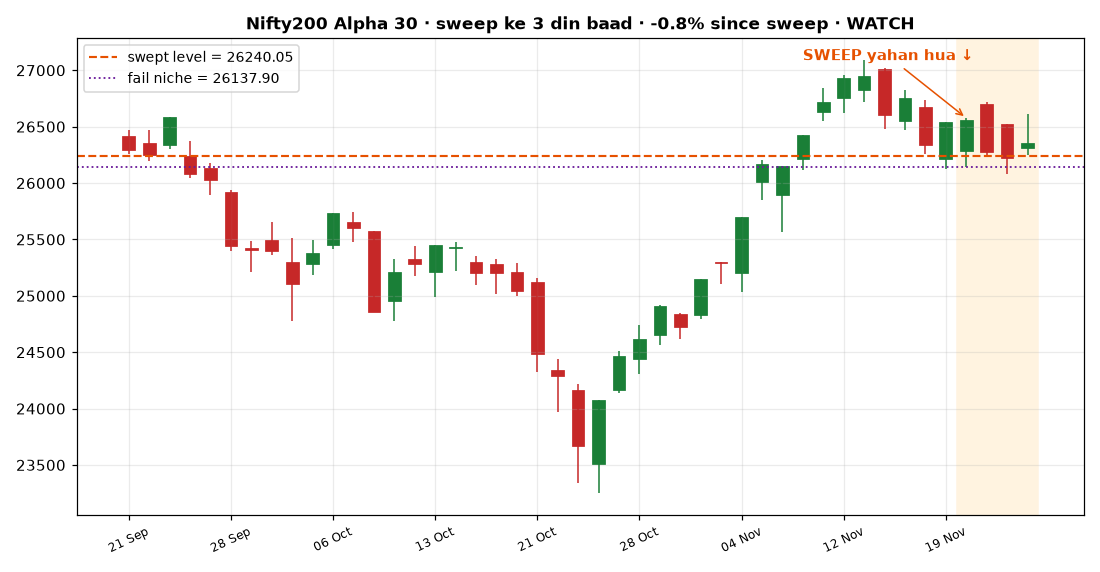 Nifty200 Alpha 30 · sweep ke 3 din baad · -0.8% since sweep · WATCH
swept level = 26240.05
fail niche = 26137.90
SWEEP yahan hua ↓
27000
26500
26000
25500
25000
24500
24000
23500
21 Sep
28 Sep
06 Oct
13 Oct
21 Oct
28 Oct
04 Nov
12 Nov
19 Nov